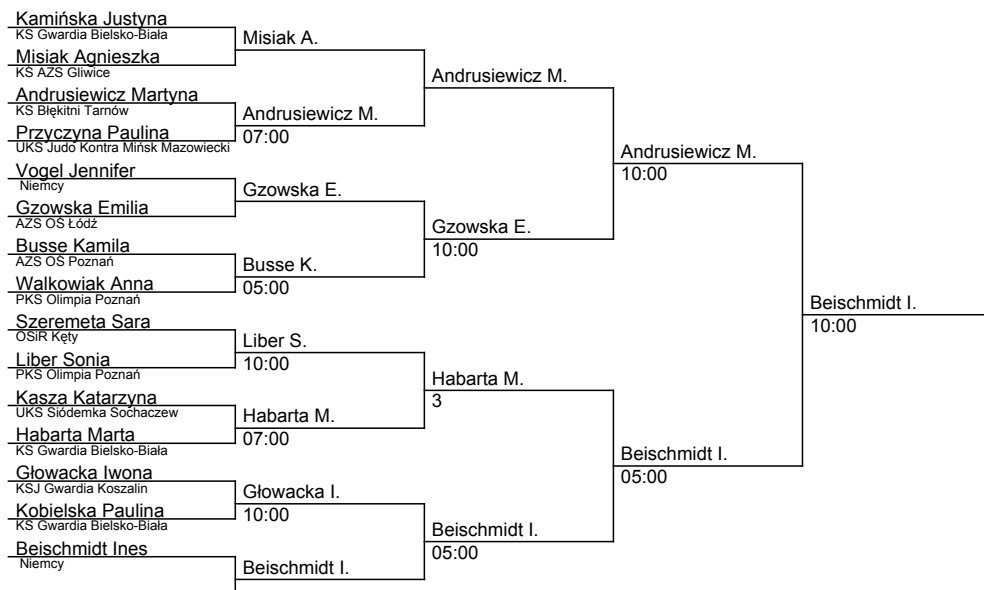 Kamińska Justyna
KS Gwardia Bielsko-Biała
Misiak Agnieszka
KS AZS Gliwice
Andrusiewicz Martyna
KS Błękitni Tarnów
Przyczyna Paulina
UKS Judo Kontra Mińsk Mazowiecki
Vogel Jennifer
Niemcy
Gzowska Emilia
AZS OŚ Łódź
Busse Kamila
AZS OŚ Poznań
Walkowiak Anna
PKS Olimpia Poznań
Szeremeta Sara
OSiR Kęty
Liber Sonia
PKS Olimpia Poznań
Kasza Katarzyna
UKS Siódemka Sochaczew
Habarta Marta
KS Gwardia Bielsko-Biała
Głowacka Iwona
KSJ Gwardia Koszalin
Kobielska Paulina
KS Gwardia Bielsko-Biała
Beischmidt Ines
Niemcy
Misiak A.
Andrusiewicz M.
07:00
Gzowska E.
Busse K.
05:00
Liber S.
10:00
Habarta M.
07:00
Głowacka I.
10:00
Beischmidt I.
Andrusiewicz M.
Gzowska E.
10:00
Habarta M.
3
Beischmidt I.
05:00
Andrusiewicz M.
10:00
Beischmidt I.
05:00
Beischmidt I.
10:00